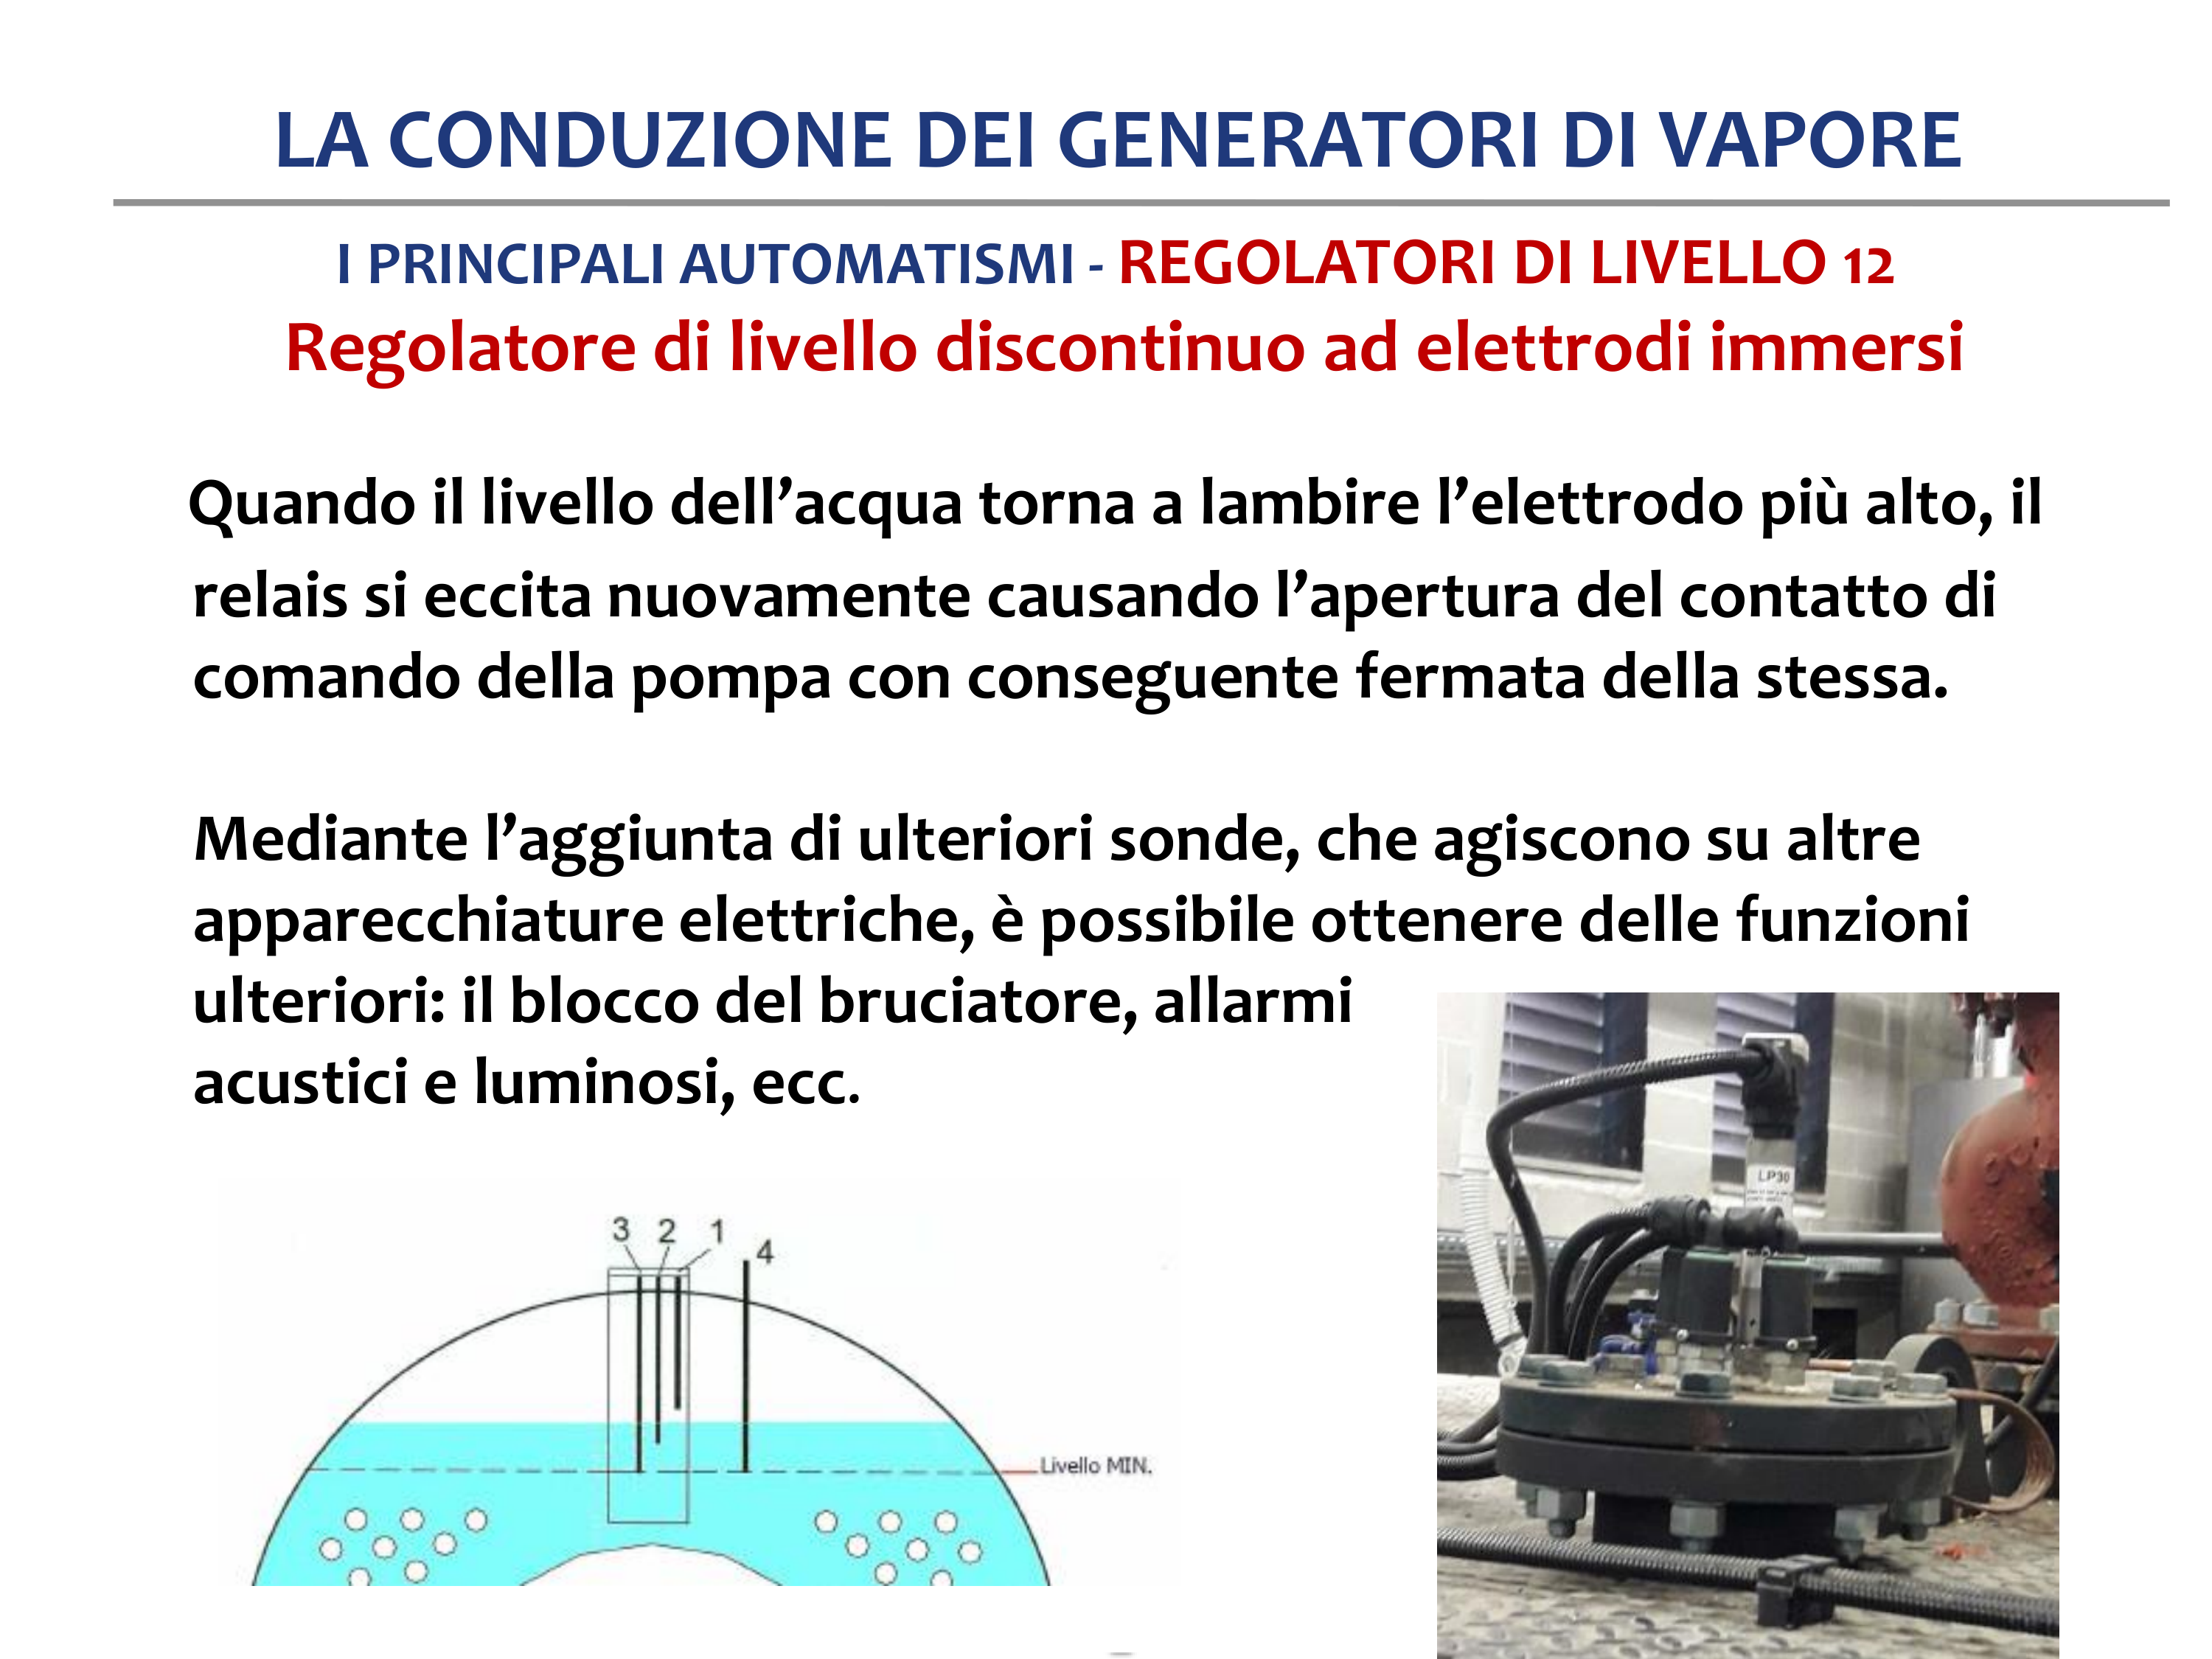 LA CONDUZIONE DEI GENERATORI DI VAPORE
I PRINCIPALI AUTOMATISMI - REGOLATORI DI LIVELLO 12
Regolatore di livello discontinuo ad elettrodi immersi
Quando il livello dell’acqua torna a lambire l’elettrodo più alto, il
relais si eccita nuovamente causando l’apertura del contatto di
comando della pompa con conseguente fermata della stessa.
Mediante l’aggiunta di ulteriori sonde, che agiscono su altre
apparecchiature elettriche, è possibile ottenere delle funzioni
ulteriori: il blocco del bruciatore, allarmi
acustici e luminosi, ecc.
3 2 1 4
Livello MIN.
LP30